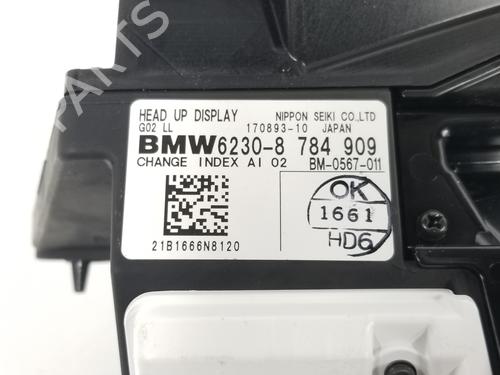 PARTS
HEAD UP DISPLAY NIPPON SEIKI CO.,LTD
G02 LL 170893-10 JAPAN
BMW6230-8 784 909
CHANGE INDEX AI 02 BM-0567-011
OK
1661
HD6
21B1666N8120